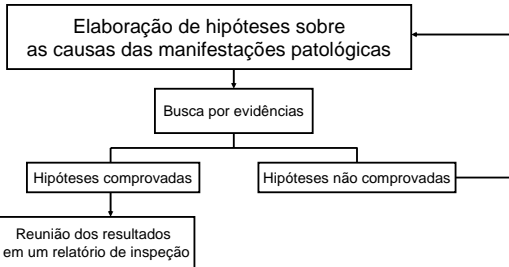 Elaboração de hipóteses sobre
as causas das manifestações patológicas
Busca por evidências
Hipóteses comprovadas
Hipóteses não comprovadas
Reunião dos resultados
em um relatório de inspeção